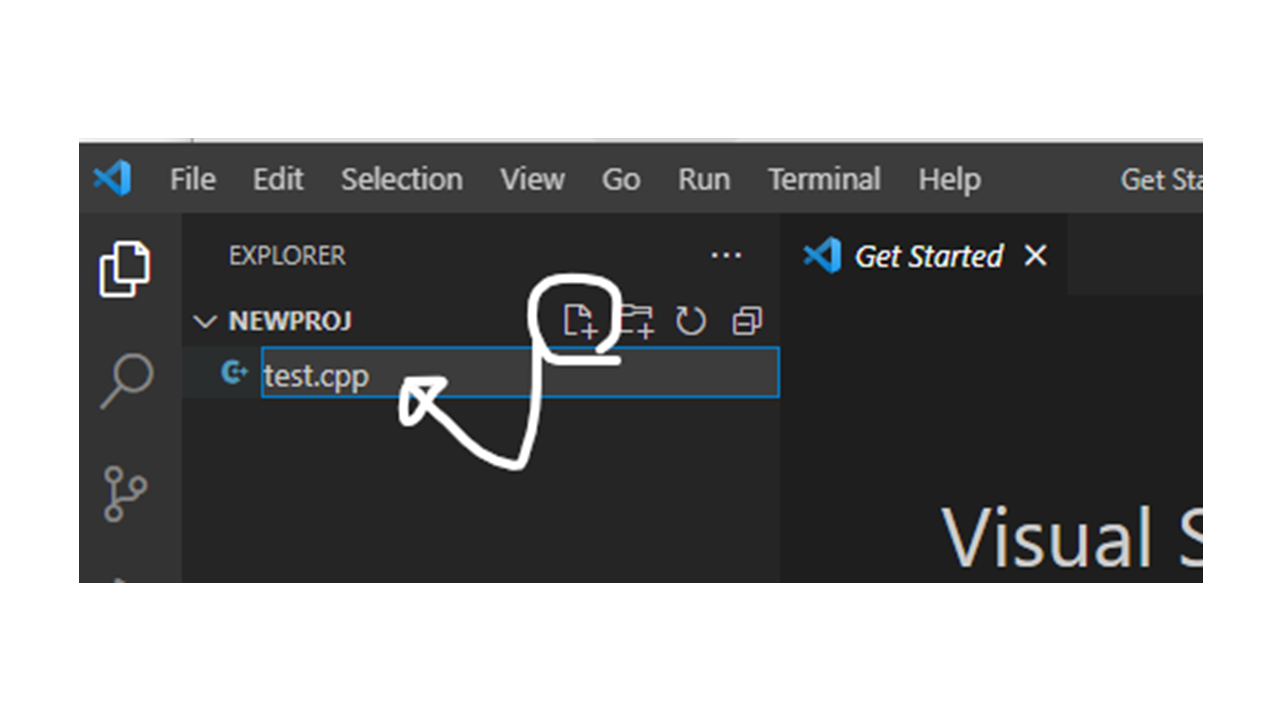 File Edit Selection View Go Run Terminal Help Get Sta
EXPLORER ... Get Started
NEWPROJ
test.cpp
Visual S